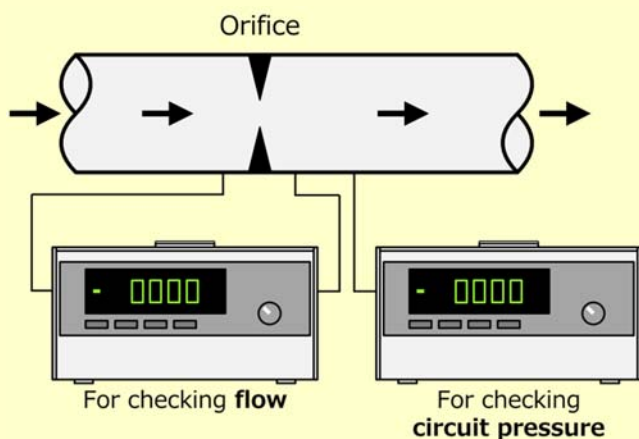 Orifice
- 0000
- 0000
For checking flow
For checking
circuit pressure